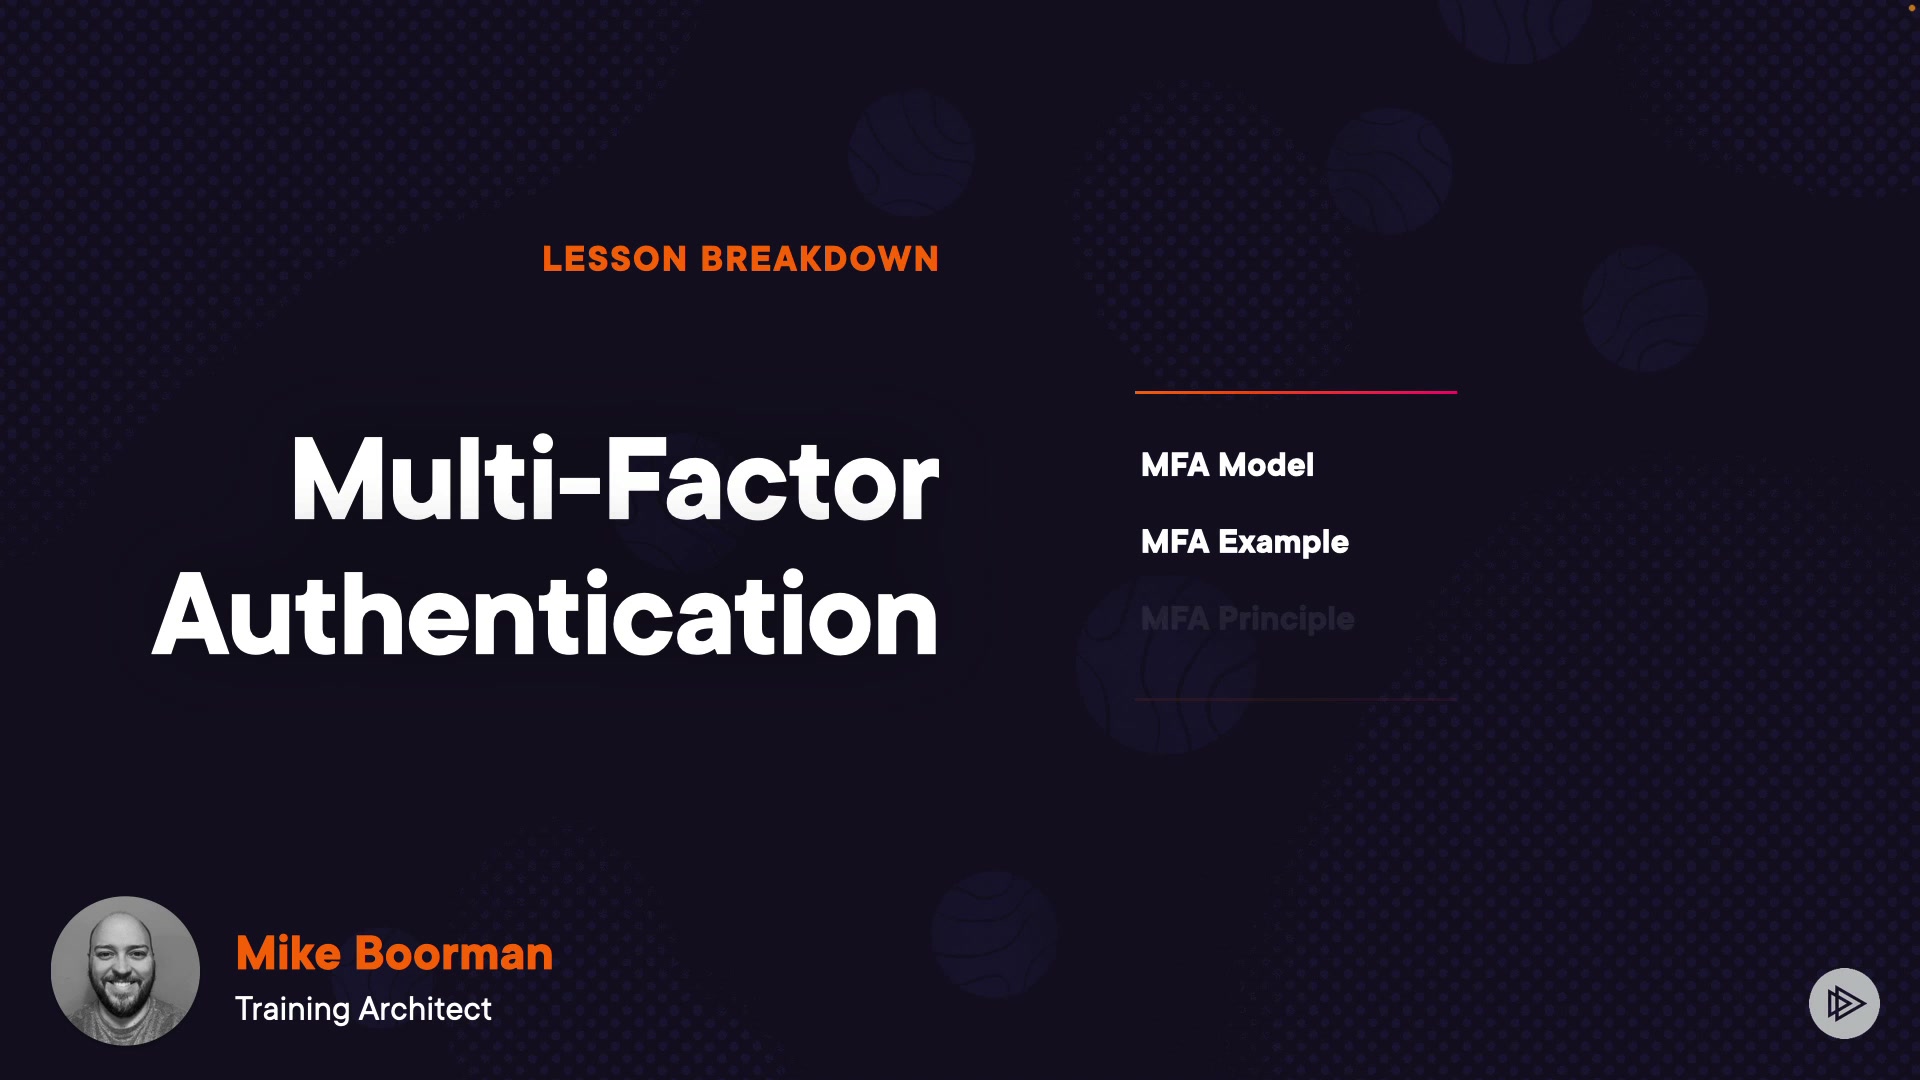 LESSON BREAKDOWN
Multi-Factor
Authentication
MFA Model
MFA Example
MFA Principle
Mike Boorman
Training Architect